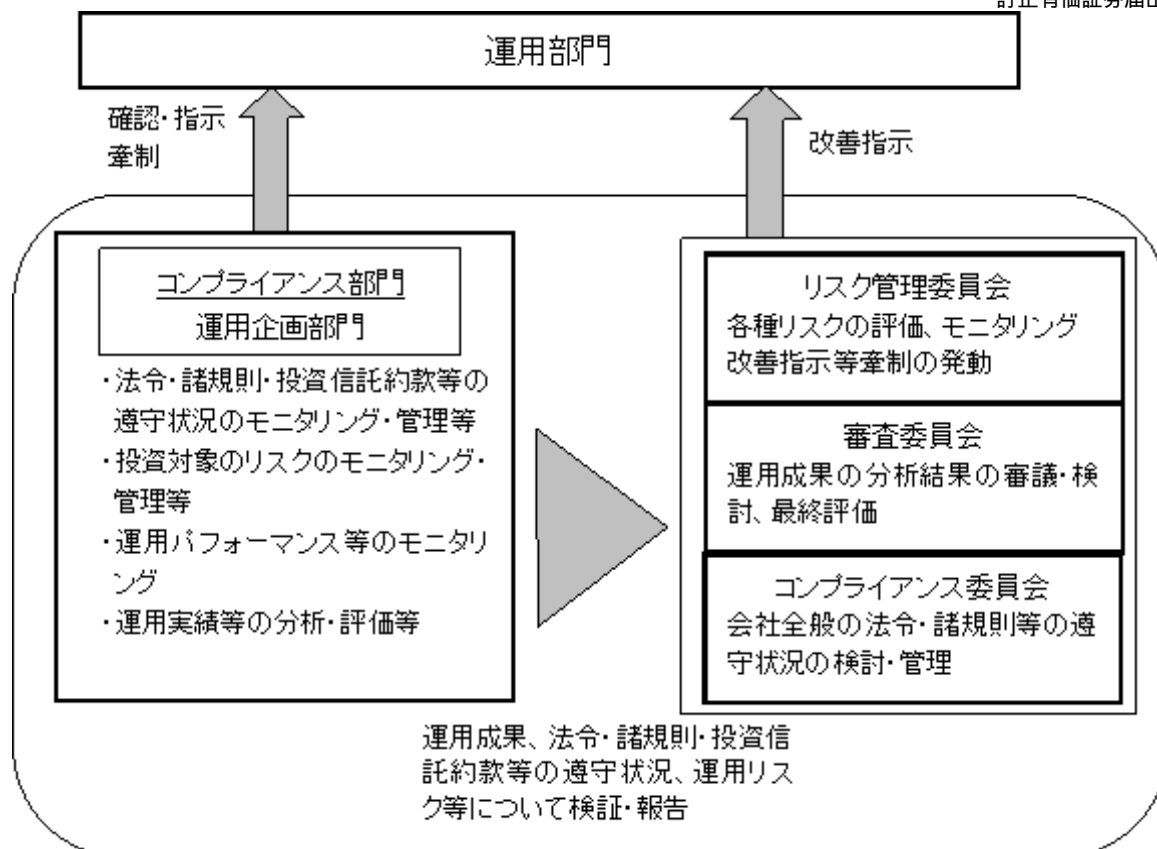 運用部門
確認・指示
牽制
改善指示
コンプライアンス部門
運用企画部門
・法令・諸規則・投資信託約款等の
遵守状況のモニタリング・管理等
・投資対象のリスクのモニタリング・
管理等
・運用パフォーマンス等のモニタリ
ング
・運用実績等の分析・評価等
リスク管理委員会
各種リスクの評価、モニタリング
改善指示等牽制の発動
審査委員会
運用成果の分析結果の審議・検
討、最終評価
コンプライアンス委員会
会社全般の法令・諸規則等の遵
守状況の検討・管理
運用成果、法令・諸規則・投資信
託約款等の遵守状況、運用リス
ク等について検証・報告